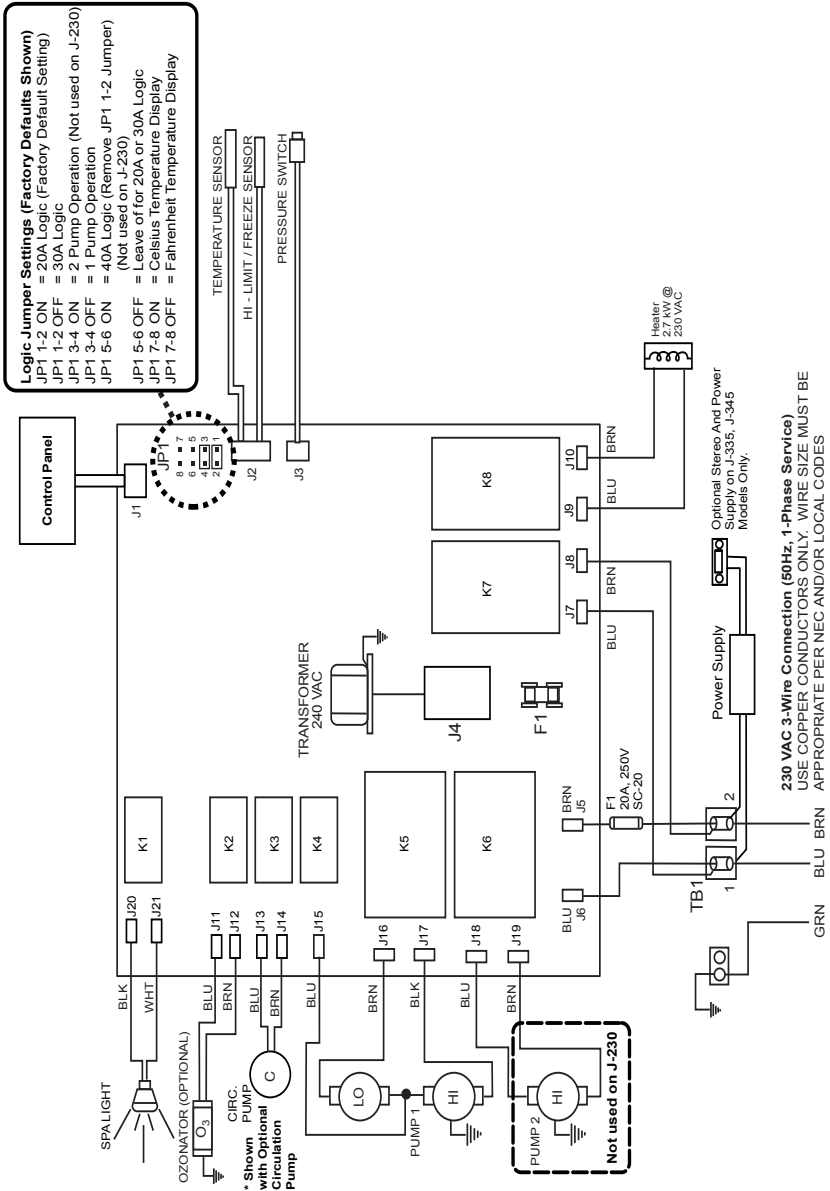 Logic Jumper Settings (Factory Defaults Shown)
JP1 1-2 ON = 20A Logic (Factory Default Setting)
JP1 1-2 OFF = 30A Logic
JP1 3-4 ON = 2 Pump Operation (Not used on J-230)
JP1 3-4 OFF = 1 Pump Operation
JP1 5-6 ON = 40A Logic (Remove JP1 1-2 Jumper)
(Not used on J-230)
JP1 5-6 OFF = Leave of for 20A or 30A Logic
JP1 7-8 ON = Celsius Temperature Display
JP1 7-8 OFF = Fahrenheit Temperature Display
Control Panel
J1
JP1
8 7
6 5
4 3
2 1
J2
J3
TEMPERATURE SENSOR
HI - LIMIT / FREEZE SENSOR
PRESSURE SWITCH
SPA LIGHT
BLK
WHT
J20
J21
K1
OZONATOR (OPTIONAL)
O3
BLU
BRN
J11
J12
K2
CIRC.
PUMP
C
* Shown
with Optional
Circulation
Pump
BLU
BRN
J13
J14
K3
BLU
J15
K4
TRANSFORMER
240 VAC
J4
F1
LO
HI
PUMP 1
BRN
BLK
J16
J17
K5
PUMP 2
HI
Not used on J-230
BLU
BRN
J18
J19
K6
K7
K8
BLU
J6
BRN
J5
F1
20A, 250V
SC-20
J7
BLU
J8
BRN
J9
BLU
J10
BRN
Heater
2.7 kW @
230 VAC
TB1
1
2
Power Supply
Optional Stereo And Power
Supply on J-335, J-345
Models Only.
GRN
BLU
BRN
230 VAC 3-Wire Connection (50Hz, 1-Phase Service)
USE COPPER CONDUCTORS ONLY. WIRE SIZE MUST BE
APPROPRIATE PER NEC AND/OR LOCAL CODES